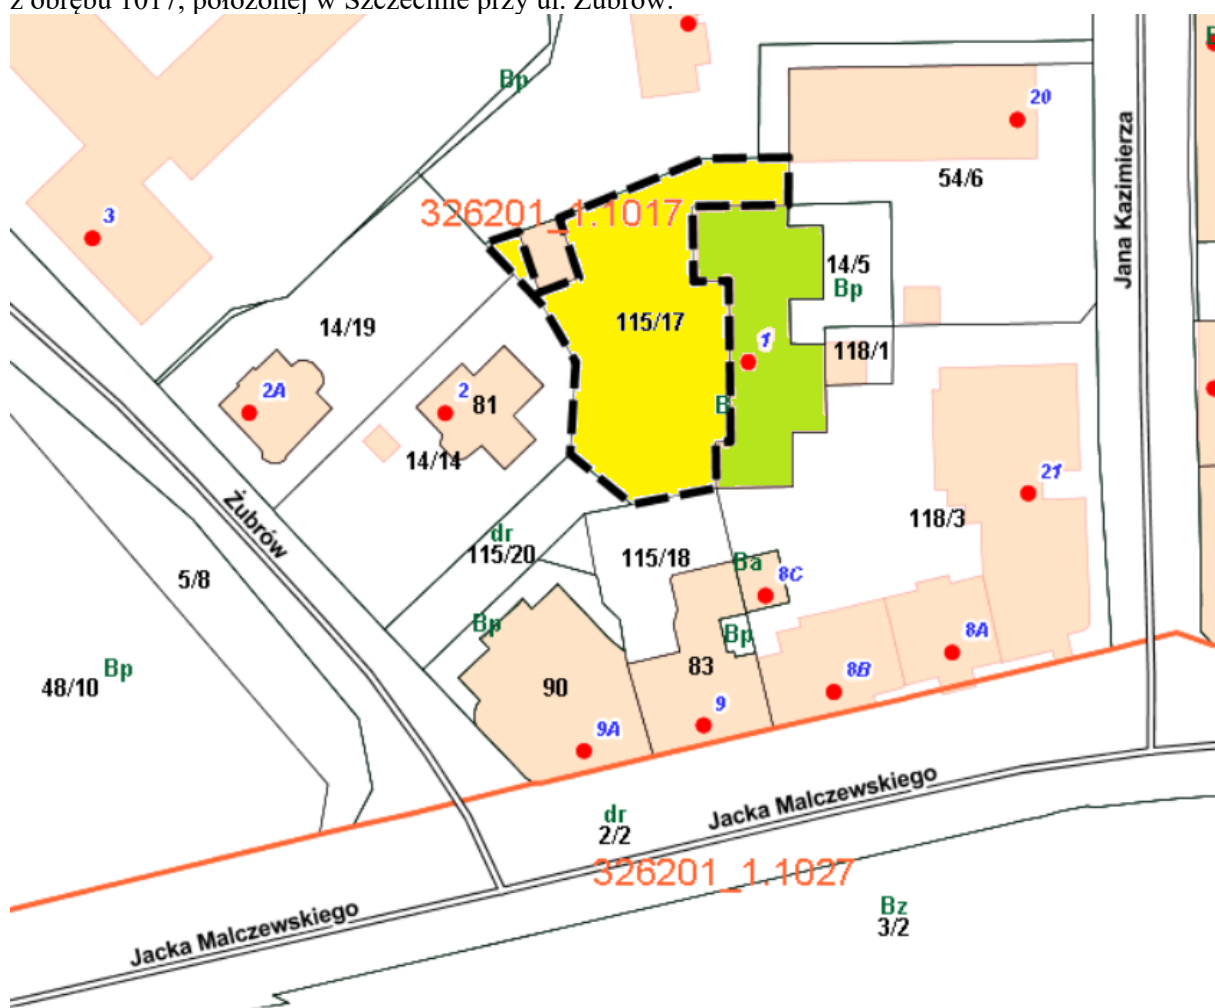 z obrębu 1017, położonej w Szczecinie przy ul. Żubrów.
Bp
20
54/6
Jana Kazimierza
3
326201_1.1017
14/5
Bp
115/17
14/19
1
118/1
2A
2
81
B
14/14
21
118/3
Żubrów
dr
115/20
115/18
Ba
8C
5/8
Bp
Bp
8A
Bp
48/10
83
8B
90
9
9A
Jacka Malczewskiego
dr
2/2
326201_1.1027
Bz
3/2
Jacka Malczewskiego